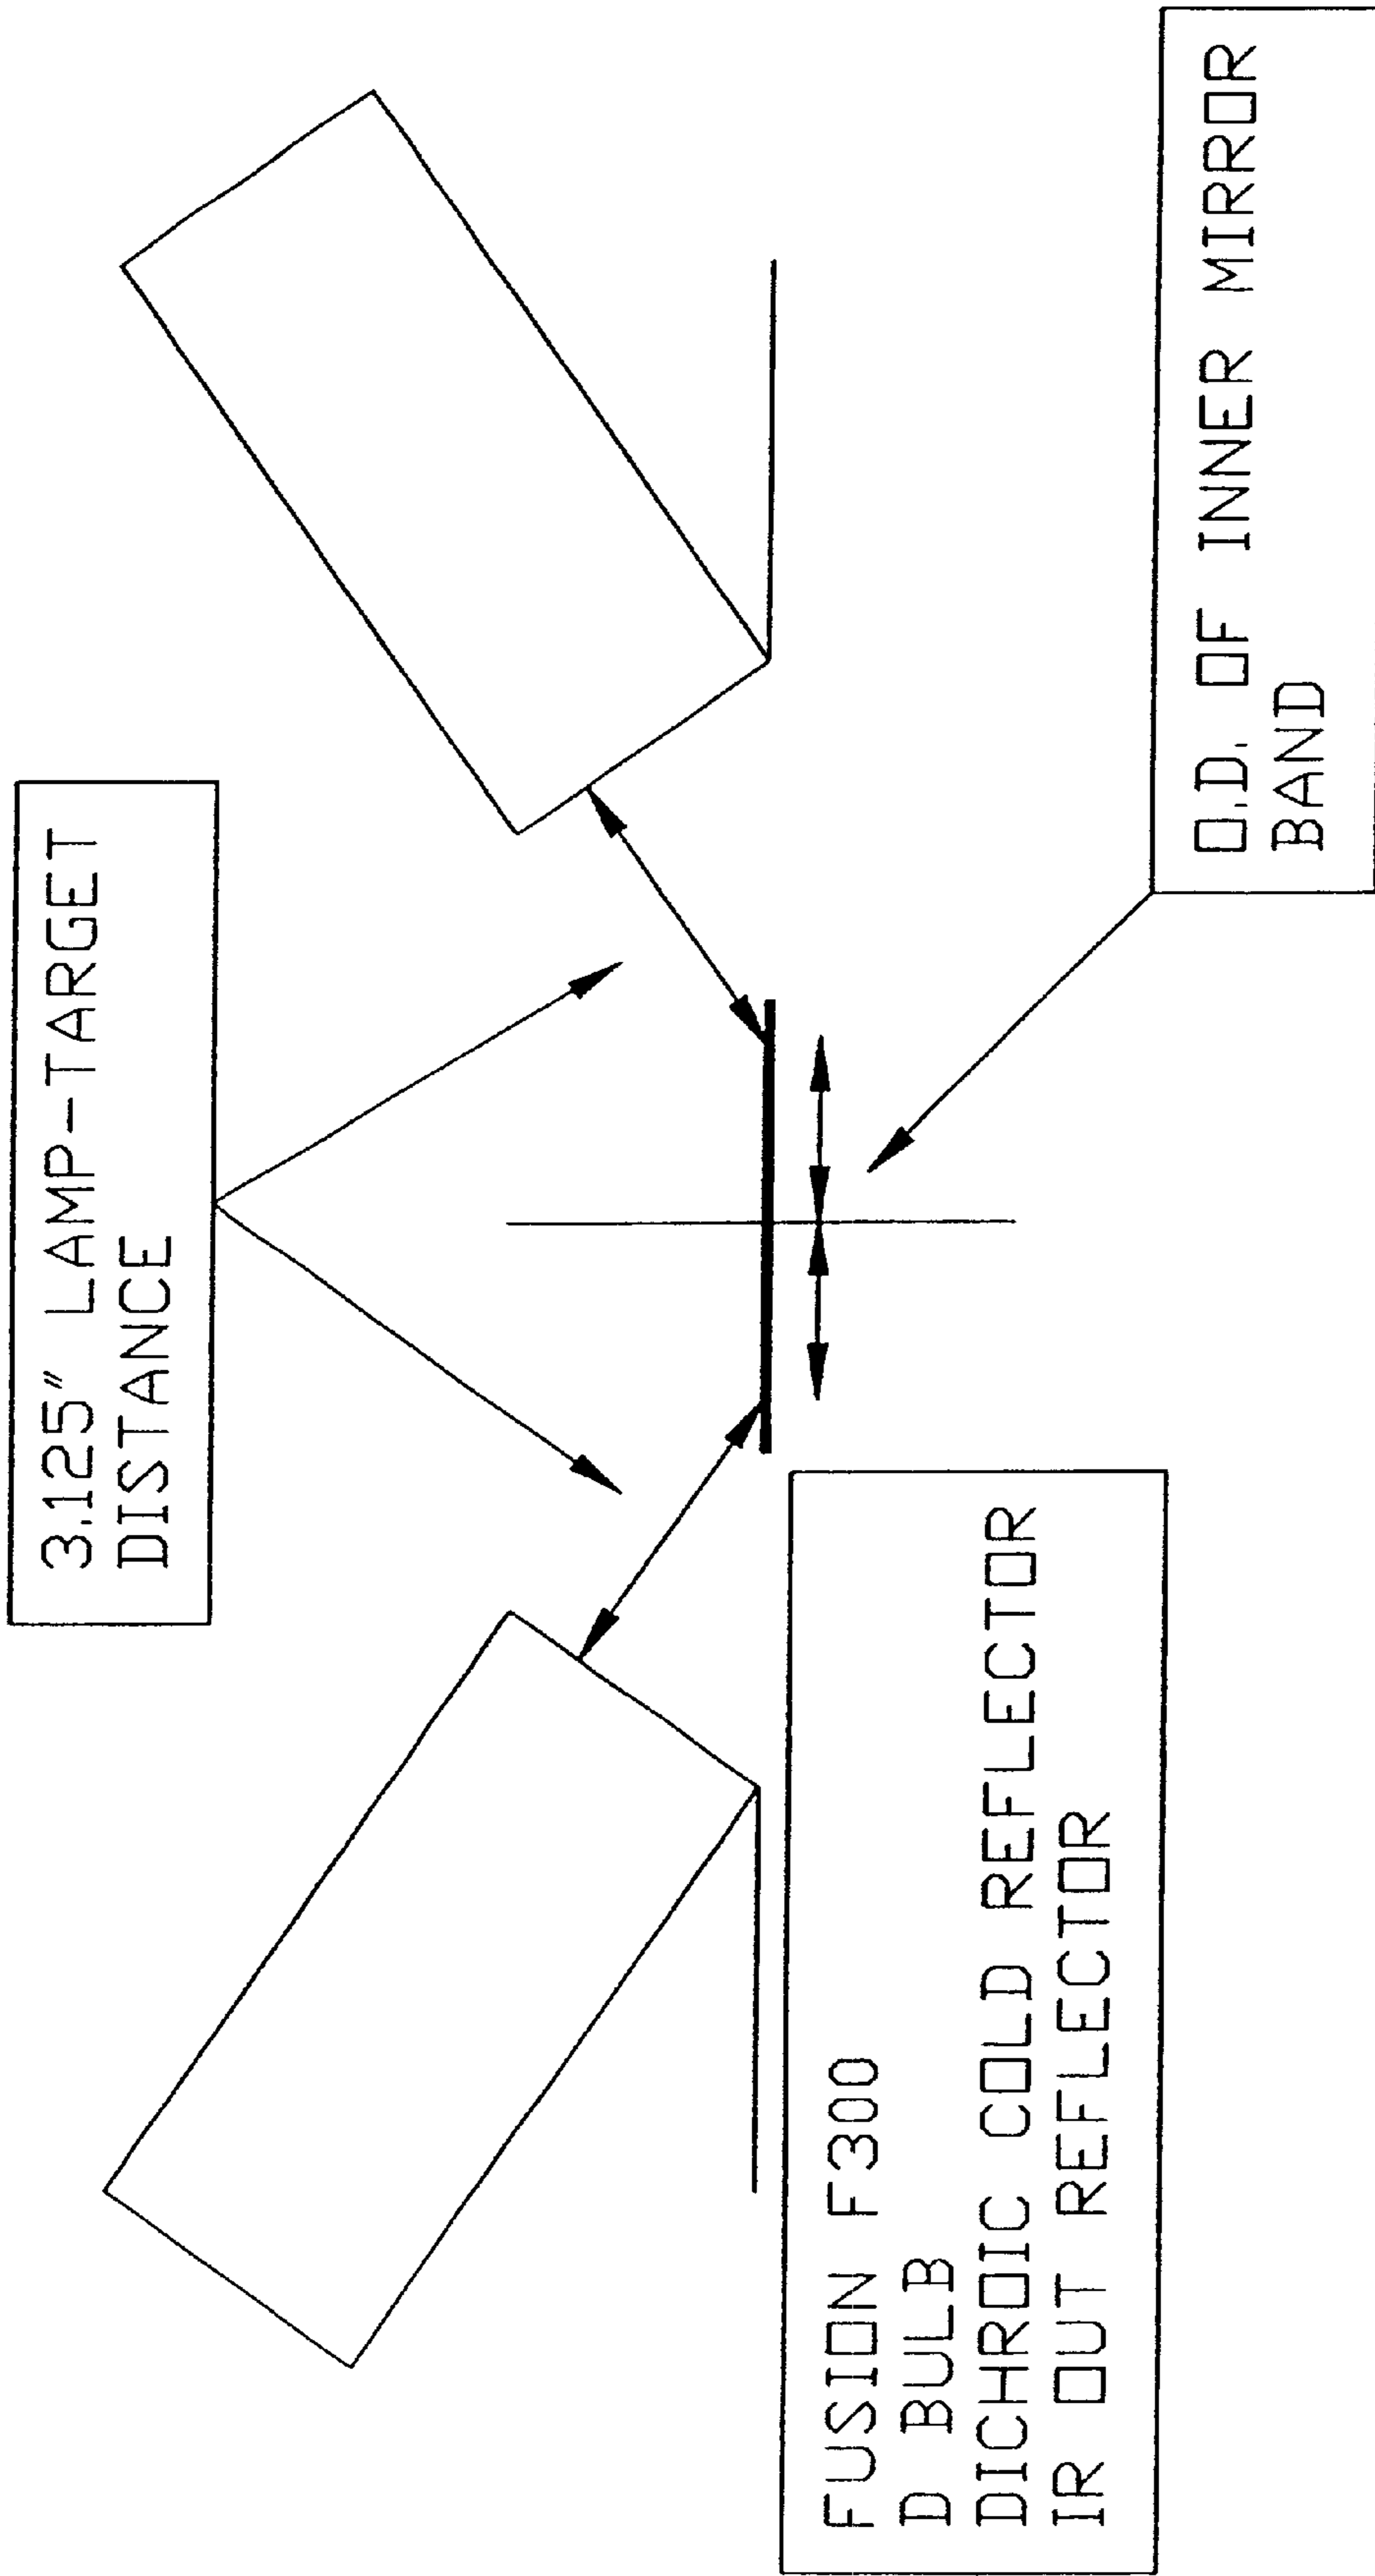 3.125" LAMP-TARGET
DISTANCE
FUSION F300
D BULB
DICHROIC COLD REFLECTOR
IR OUT REFLECTOR
O.D. OF INNER MIRROR
BAND